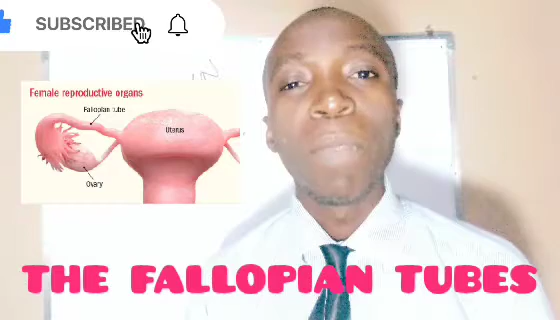 SUBSCRIBED
Female reproductive organs
Fallopian tube
Uterus
Ovary
THE FALLOPIAN TUBES